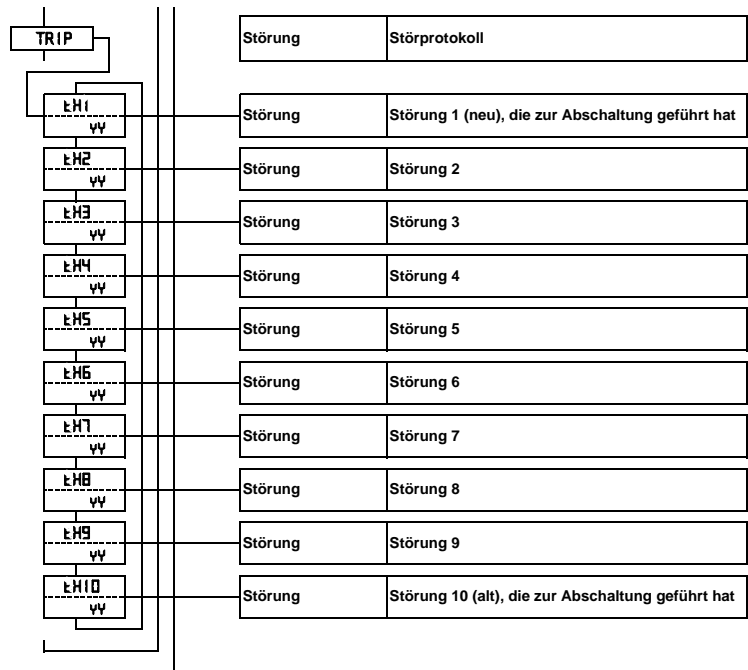 TRIP Störung Störprotokoll
tH1
YY
Störung Störung 1 (neu), die zur Abschaltung geführt hat
tH2
YY
Störung Störung 2
tH3
YY
Störung Störung 3
tH4
YY
Störung Störung 4
tH5
YY
Störung Störung 5
tH6
YY
Störung Störung 6
tH7
YY
Störung Störung 7
tH8
YY
Störung Störung 8
tH9
YY
Störung Störung 9
tH10
YY
Störung Störung 10 (alt), die zur Abschaltung geführt hat